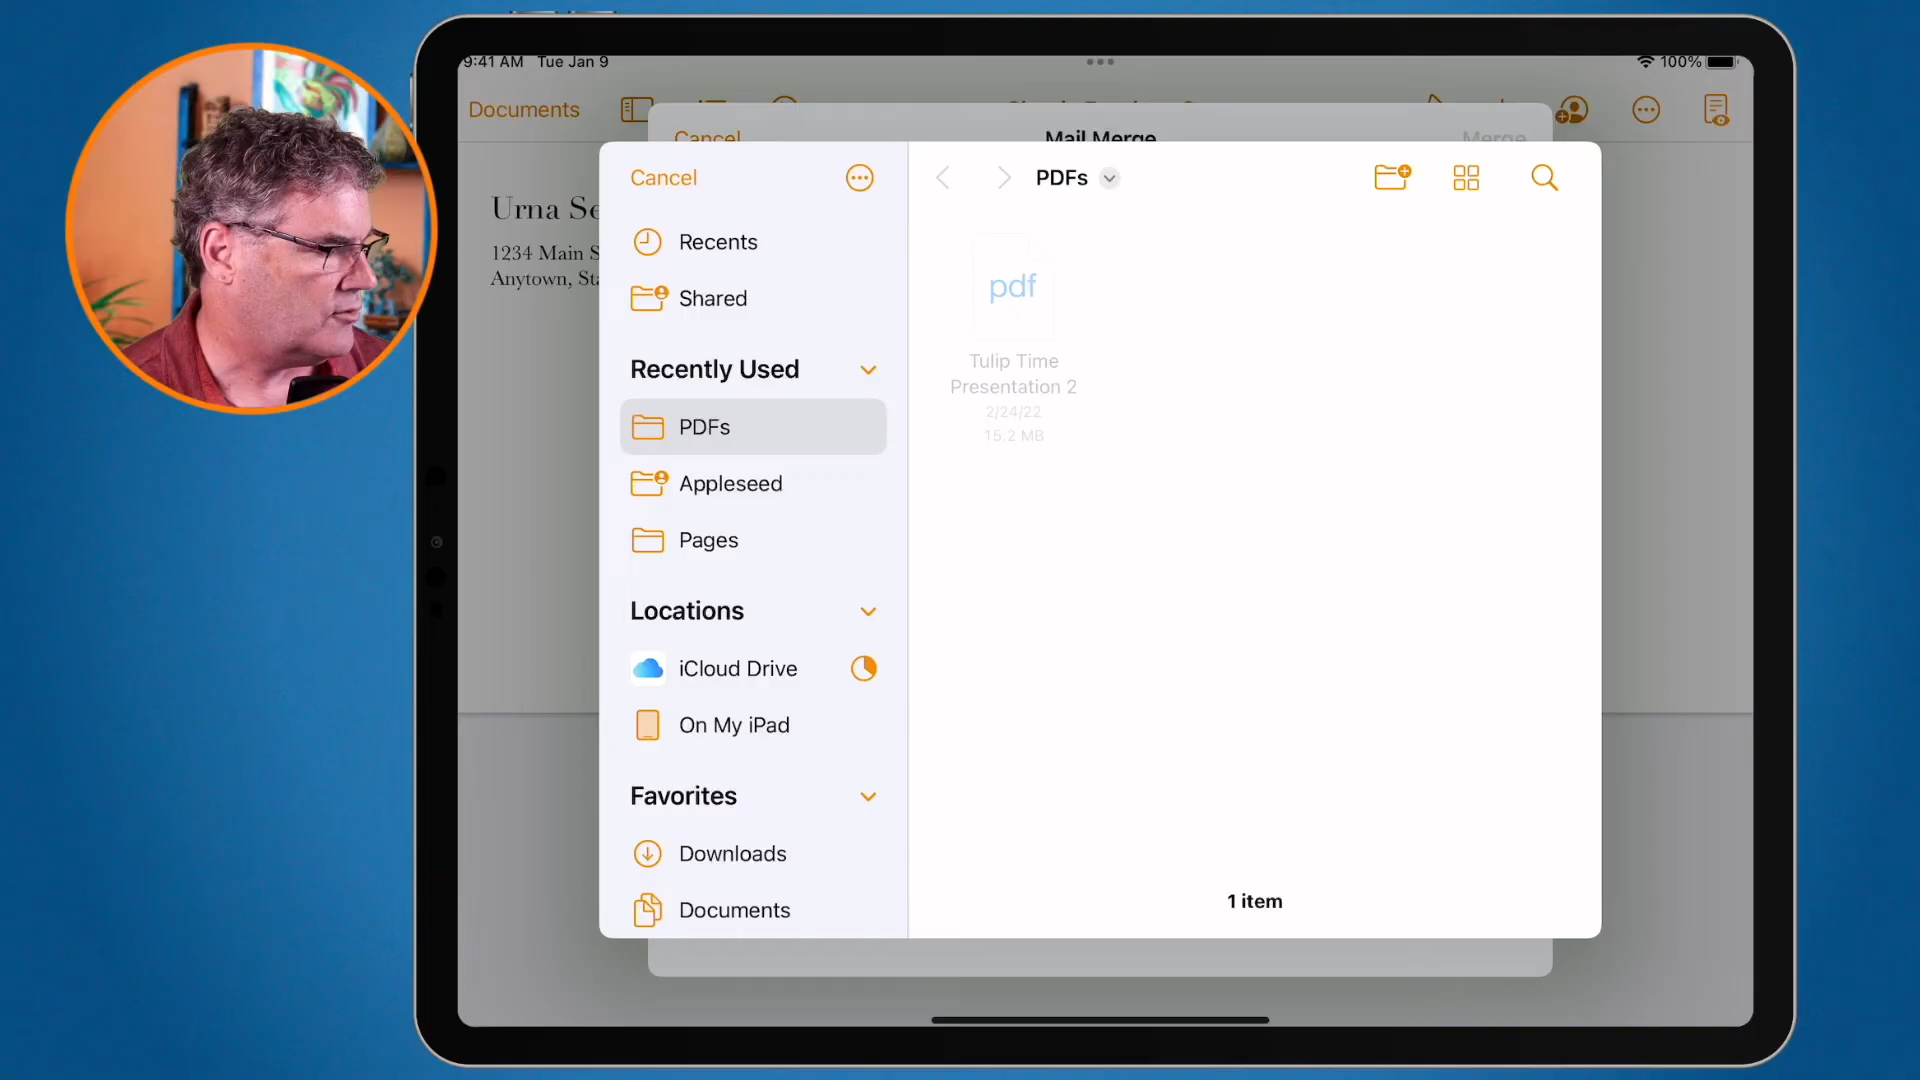 9:41 AM Tue Jan 9
100%
Documents
Cancel
Mail Merge
Merge
Urna Se
1234 Main S
Anytown, Sta
Cancel
PDFs
Recents
Shared
Recently Used
PDFs
Appleseed
Pages
Locations
iCloud Drive
On My iPad
Favorites
Downloads
Documents
pdf
Tulip Time
Presentation 2
2/24/22
15.2 MB
1 item